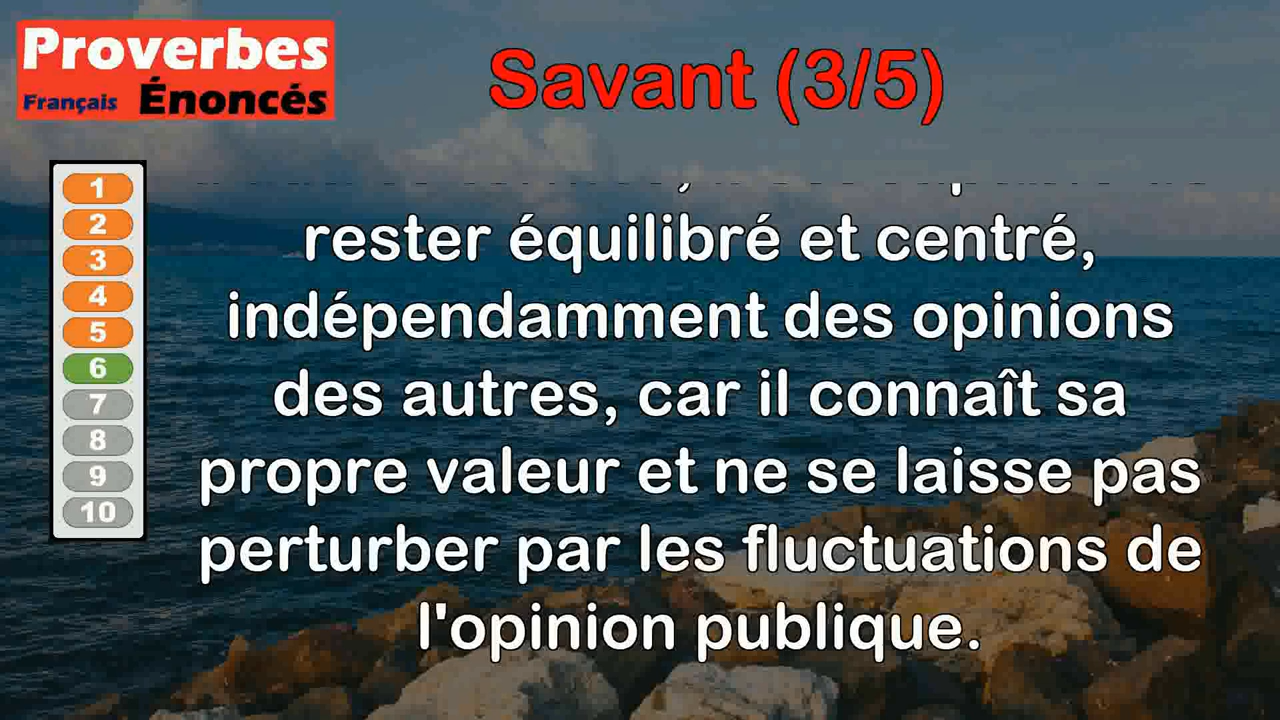 Proverbes
Français Énoncés
Savant (3/5)
1
2
3
4
5
6
7
8
9
10
rester équilibré et centré,
indépendamment des opinions
des autres, car il connaît sa
propre valeur et ne se laisse pas
perturber par les fluctuations de
l'opinion publique.